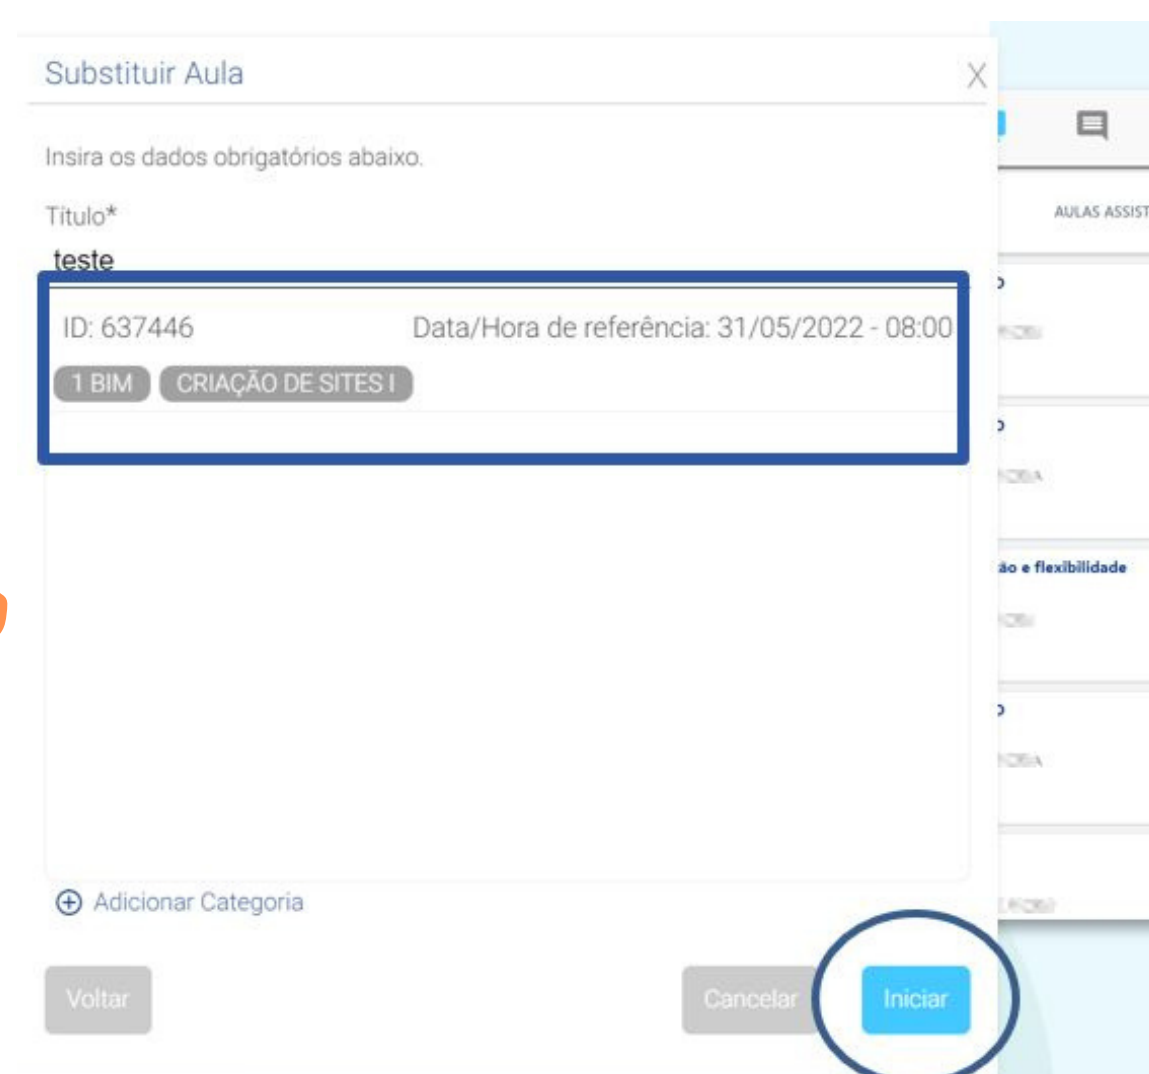 Substituir Aula X
Insira os dados obrigatórios abaixo.
Título*
AULAS ASSIST
teste
ID: 637446 Data/Hora de referência: 31/05/2022 - 08:00
1 BIM CRIAÇÃO DE SITES I
ão e flexibilidade
Adicionar Categoria
Voltar Cancelar Iniciar